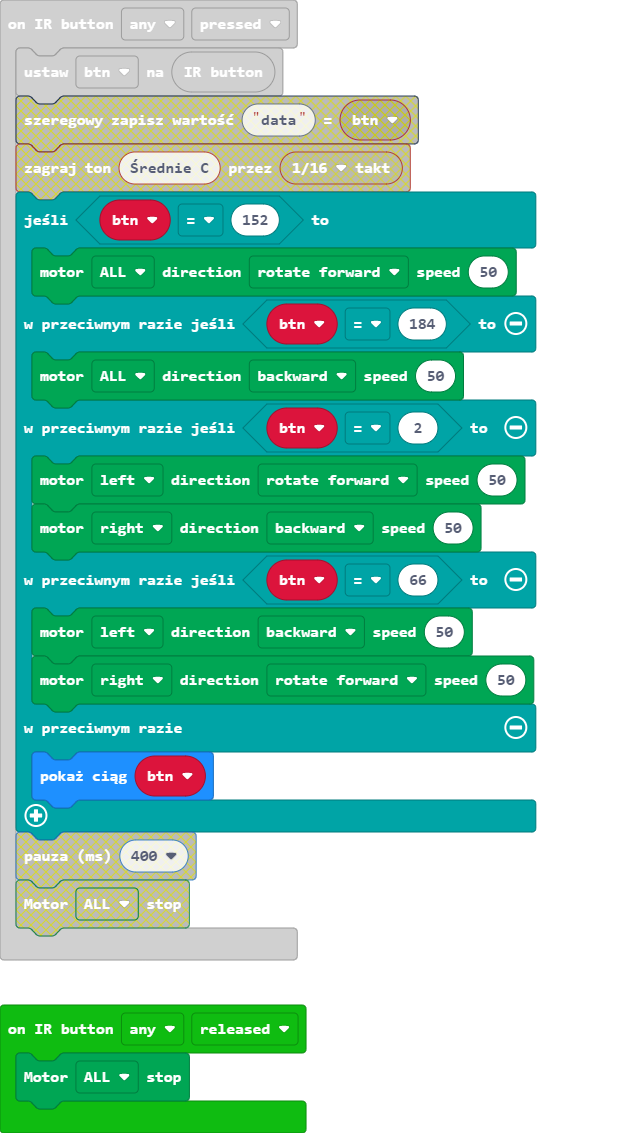 on IR button any pressed
ustaw btn na IR button
szeregowy zapisz wartość "data" = btn
zagraj ton Średnie C przez 1/16 takt
jeśli btn = 152 to
motor ALL direction rotate forward speed 50
w przeciwnym razie jeśli btn = 184 to
motor ALL direction backward speed 50
w przeciwnym razie jeśli btn = 2 to
motor left direction rotate forward speed 50
motor right direction backward speed 50
w przeciwnym razie jeśli btn = 66 to
motor left direction backward speed 50
motor right direction rotate forward speed 50
w przeciwnym razie
pokaż ciąg btn
pauza (ms) 400
Motor ALL stop
on IR button any released
Motor ALL stop